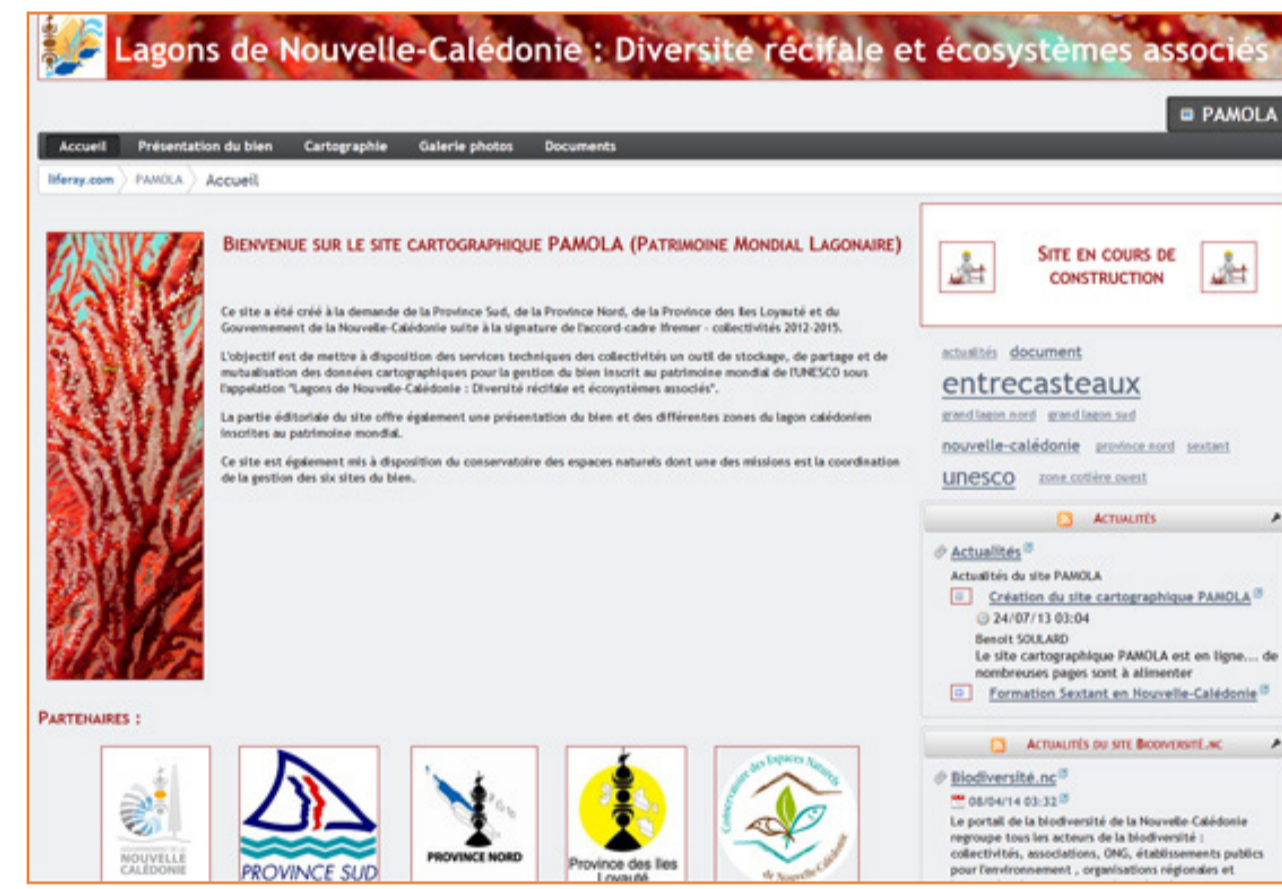 Lagons de Nouvelle-Calédonie : Diversité récifale et écosystèmes associés
PAMOLA
Accueil Présentation du bien Cartographie Galerie photos Documents
liferay.com PAMOLA Accueil
BIENVENUE SUR LE SITE CARTOGRAPHIQUE PAMOLA (PATRIMOINE MONDIAL LAGONAIRE)
Ce site a été créé à la demande de la Province Sud, de la Province Nord, de la Province des Iles Loyauté et du
Gouvernement de la Nouvelle-Calédonie suite à la signature de l'accord-cadre Ifremer - collectivités 2012-2015.
L'objectif est de mettre à disposition des services techniques des collectivités un outil de stockage, de partage et de
mutualisation des données cartographiques pour la gestion du bien inscrit au patrimoine mondial de l'UNESCO sous
l'appelation "Lagons de Nouvelle-Calédonie : Diversité récifale et écosystèmes associés".
La partie éditoriale du site offre également une présentation du bien et des différentes zones du lagon calédonien
inscrites au patrimoine mondial.
Ce site est également mis à disposition du conservatoire des espaces naturels dont une des missions est la coordination
de la gestion des six sites du bien.
SITE EN COURS DE
CONSTRUCTION
actualités document
entrecasteaux
grand lagon nord grand lagon sud
nouvelle-calédonie province nord sextant
unesco zone cotière ouest
ACTUALITÉS
Actualités
Actualités du site PAMOLA
Création du site cartographique PAMOLA
24/07/13 03:04
Benoit SOULARD
Le site cartographique PAMOLA est en ligne... de
nombreuses pages sont à alimenter
Formation Sextant en Nouvelle-Calédonie
ACTUALITÉS DU SITE BIODIVERSITÉ.NC
Biodiversité.nc
08/04/14 03:32
Le portail de la biodiversité de la Nouvelle-Calédonie
regroupe tous les acteurs de la biodiversité :
collectivités, associations, ONG, établissements publics
pour l'environnement , organisations régionales et
PARTENAIRES :
GOUVERNEMENT DE LA
NOUVELLE
CALÉDONIE
PROVINCE SUD
PROVINCE NORD
Province des Iles
Loyauté
Conservatoire des Espaces Naturels
de Nouvelle Calédonie